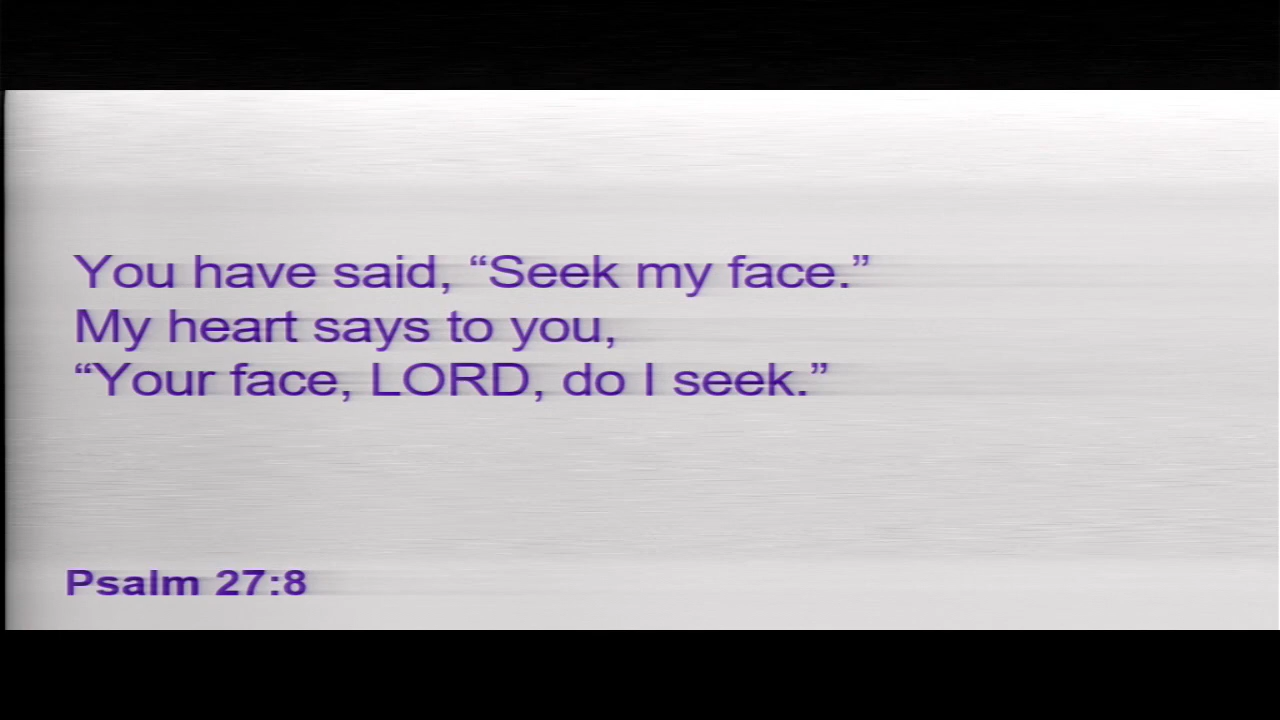 You have said, “Seek my face.”
My heart says to you,
“Your face, LORD, do I seek.”
Psalm 27:8